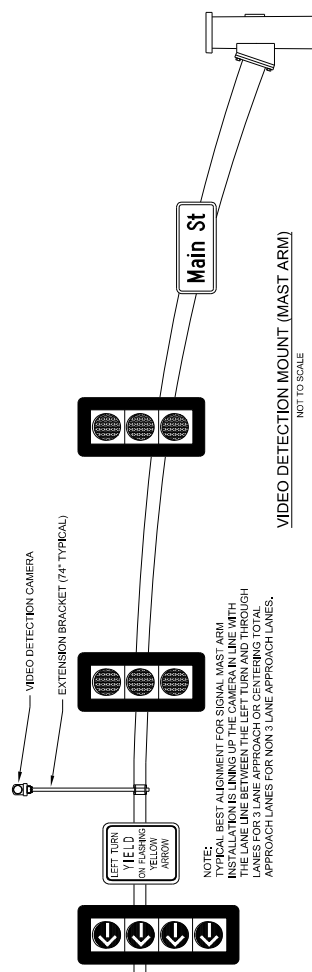 VIDEO DETECTION CAMERA
EXTENSION BRACKET (74" TYPICAL)
LEFT TURN
YIELD
ON FLASHING
YELLOW
ARROW
Main St
NOTE:
TYPICAL BEST ALIGNMENT FOR SIGNAL MAST ARM
INSTALLATION IS LINING UP THE CAMERA IN LINE WITH
THE LANE LINE BETWEEN THE LEFT TURN AND THROUGH
LANES FOR 3 LANE APPROACH OR CENTERING TOTAL
APPROACH LANES FOR NON 3 LANE APPROACH LANES.
VIDEO DETECTION MOUNT (MAST ARM)
NOT TO SCALE